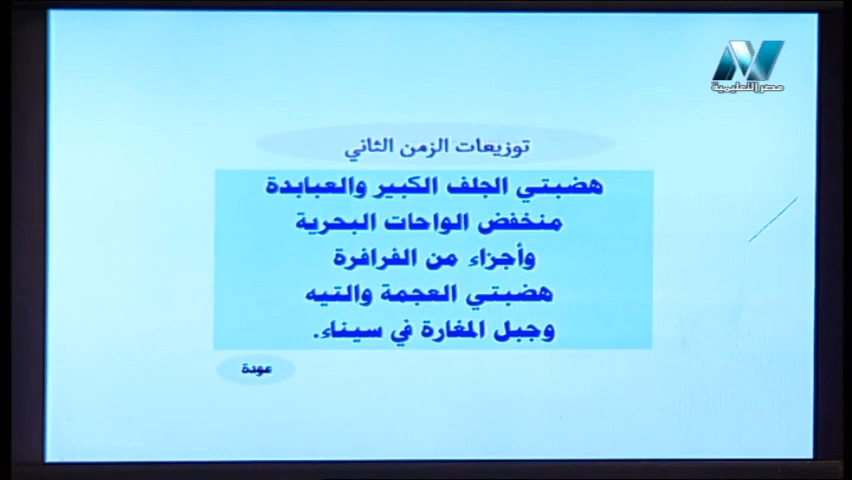 مصر التعليمية
توزيعات الزمن الثاني
هضبتي الجلف الكبير والعبابدة
منخفض الواحات البحرية
وأجزاء من الفرافرة
هضبتي العجمة والتيه
وجبل المغارة في سيناء.
عودة